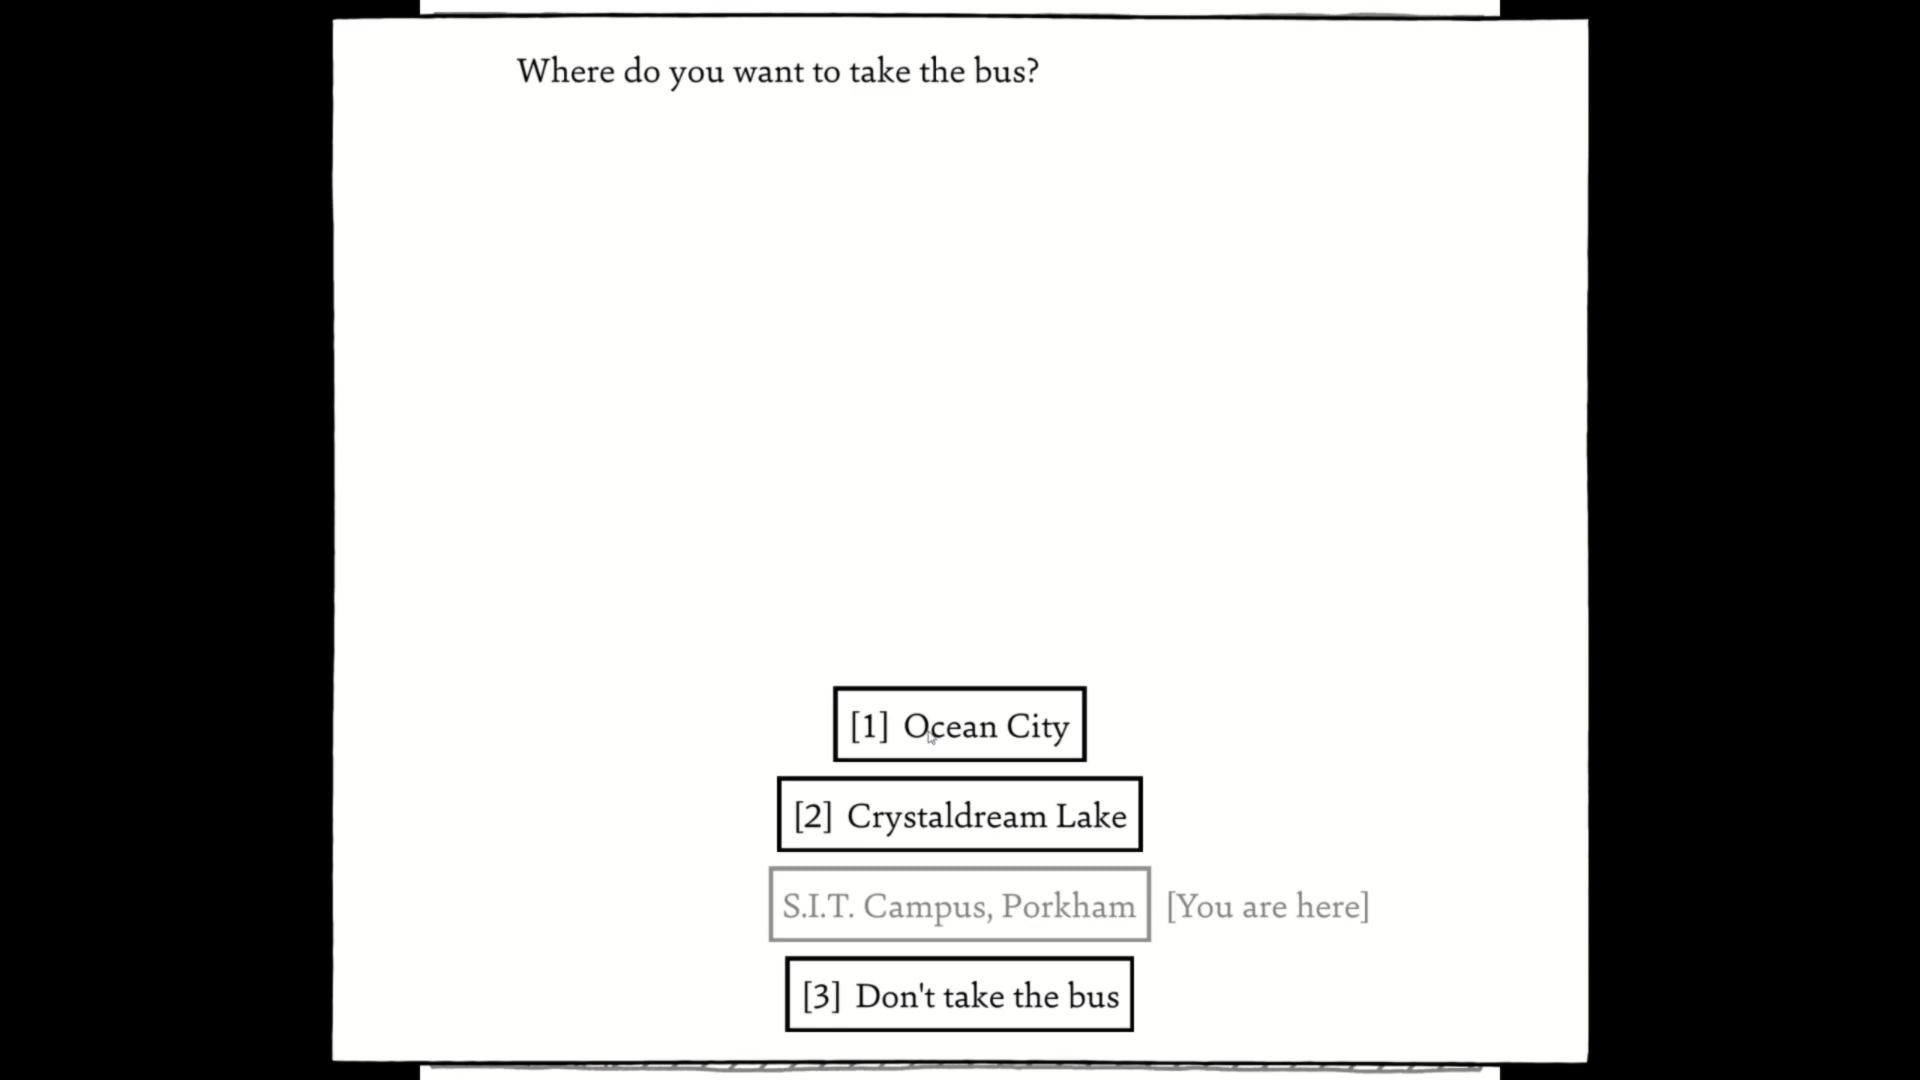 Where do you want to take the bus?
[1] Ocean City
[2] Crystaldream Lake
S.I.T. Campus, Porkham [You are here]
[3] Don't take the bus